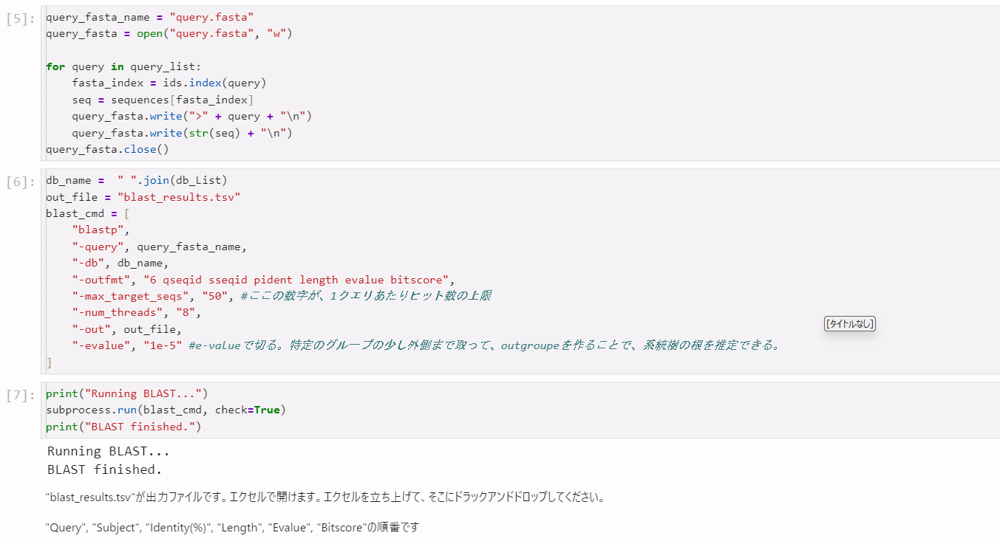 [5]:
query_fasta_name = "query.fasta"
query_fasta = open("query.fasta", "w")
for query in query_list:
    fasta_index = ids.index(query)
    seq = sequences[fasta_index]
    query_fasta.write(">" + query + "\n")
    query_fasta.write(str(seq) + "\n")
query_fasta.close()
[6]:
db_name =  " ".join(db_List)
out_file = "blast_results.tsv"
blast_cmd = [
    "blastp",
    "-query", query_fasta_name,
    "-db", db_name,
    "-outfmt", "6 qseqid sseqid pident length evalue bitscore",
    "-max_target_seqs", "50", #ここの数字が、1クエリあたりヒット数の上限
    "-num_threads", "8",
    "-out", out_file,
    "-evalue", "1e-5" #e-valueで切る。特定のグループの少し外側まで取って、outgroupeを作ることで、系統樹の根を推定できる。
]
[タイトルなし]
[7]:
print("Running BLAST...")
subprocess.run(blast_cmd, check=True)
print("BLAST finished.")
Running BLAST...
BLAST finished.
"blast_results.tsv"が出力ファイルです。エクセルで開けます。エクセルを立ち上げて、そこにドラックアンドドロップしてください。
"Query", "Subject", "Identity(%)", "Length", "Evalue", "Bitscore"の順番です